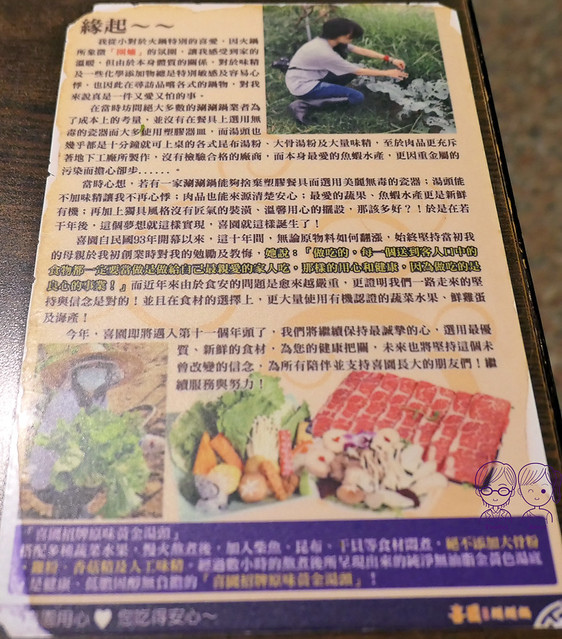 緣起~~
我從小對於火鍋特別的喜愛，因火鍋
所象徵「圍爐」的氛圍，讓我感受到家的
溫暖，但由於本身體質的關係，對於味精
及一些化學添加物總是特別敏感及容易心
悸，也因此在尋訪品嚐各式的鍋物，對我
來說真是一件又愛又怕的事。
在當時坊間絕大多數的涮涮鍋業者為
了成本上的考量，並沒有在餐具上選用無
毒的瓷器而大多使用塑膠器皿，而湯頭也
幾乎都是十分鐘就可上桌的各式昆布湯粉、大骨湯粉及大量味精，至於肉品更充斥
著地下工廠所製作，沒有檢驗合格的廠商，而本身最愛的魚蝦水產，更因重金屬的
污染而擔心卻步……。
當時心想，若有一家涮涮鍋能夠捨棄塑膠餐具而選用美麗無毒的瓷器；湯頭能
不加味精讓我不再心悸；肉品也能來源清楚安心；最愛的蔬果、魚蝦水產更是新鮮
有機；再加上獨具風格沒有匠氣的裝潢、溫馨用心的擺設，那該多好？！於是在若
干年後，這個夢想就這樣實現，喜園就這樣誕生了！
喜園自民國93年開幕以來，這十年間，無論原物料如何翻漲，始終堅持當初我
的母親於我初創業時對我的勉勵及教誨，她說：『做吃的，每一個送到客人口中的
食物都一定要當做是做給自己最親愛的家人吃，那樣的用心和健康，因為做吃的是
良心的事業！』而近年來由於食安的問題是愈來越嚴重，更證明我們一路走來的堅
持與信念是對的！並且在食材的選擇上，更大量使用有機認證的蔬菜水果、鮮雞蛋
及海產！
今年，喜園即將邁入第十一個年頭了，我們將繼續保持最誠摯的心，選用最優
質、新鮮的食材，為您的健康把關，未來也將堅持這個未
曾改變的信念，為所有陪伴並支持喜園長大的朋友們！繼
續服務與努力！
「喜園招牌原味黃金湯頭」
搭配多種蔬菜水果，慢火熬煮後，加入柴魚、昆布、干貝等食材悶煮，絕不添加大骨粉
、雞粉、香菇精及人工味精，經過數小時的熬煮後所呈現出來的純淨無油脂金黃色湯底
是健康、低膽固醇無負擔的「喜園招牌原味黃金湯頭」！
園用心♥您吃得安心~
喜園 涮涮鍋